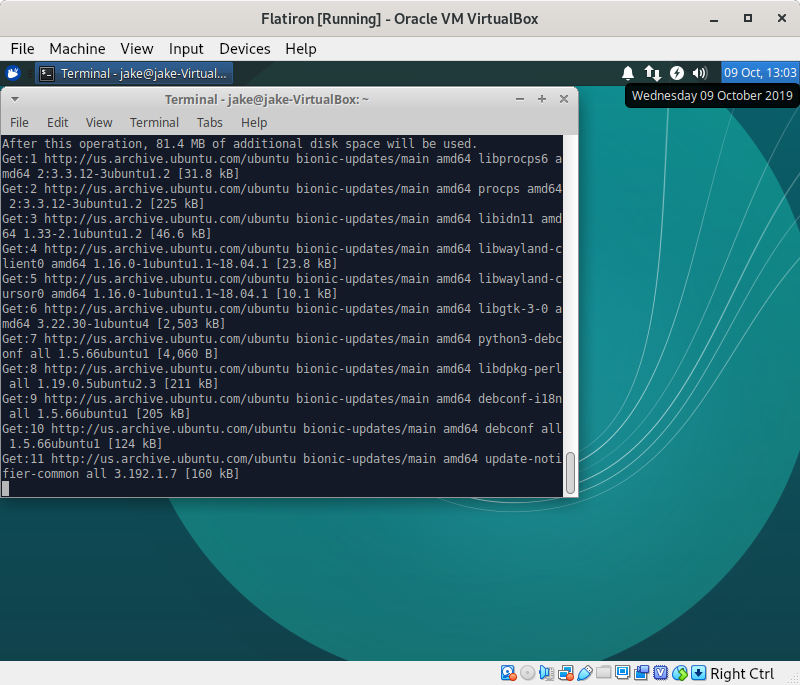 Flatiron [Running] - Oracle VM VirtualBox
File Machine View Input Devices Help
Terminal - jake@jake-Virtual...
09 Oct, 13:03
Wednesday 09 October 2019
Terminal - jake@jake-VirtualBox: ~
File Edit View Terminal Tabs Help
After this operation, 81.4 MB of additional disk space will be used.
Get:1 http://us.archive.ubuntu.com/ubuntu bionic-updates/main amd64 libprocps6 a
md64 2:3.3.12-3ubuntu1.2 [31.8 kB]
Get:2 http://us.archive.ubuntu.com/ubuntu bionic-updates/main amd64 procps amd64
 2:3.3.12-3ubuntu1.2 [225 kB]
Get:3 http://us.archive.ubuntu.com/ubuntu bionic-updates/main amd64 libidn11 amd
64 1.33-2.1ubuntu1.2 [46.6 kB]
Get:4 http://us.archive.ubuntu.com/ubuntu bionic-updates/main amd64 libwayland-c
lient0 amd64 1.16.0-1ubuntu1.1~18.04.1 [23.8 kB]
Get:5 http://us.archive.ubuntu.com/ubuntu bionic-updates/main amd64 libwayland-c
ursor0 amd64 1.16.0-1ubuntu1.1~18.04.1 [10.1 kB]
Get:6 http://us.archive.ubuntu.com/ubuntu bionic-updates/main amd64 libgtk-3-0 a
md64 3.22.30-1ubuntu4 [2,503 kB]
Get:7 http://us.archive.ubuntu.com/ubuntu bionic-updates/main amd64 python3-debc
onf all 1.5.66ubuntu1 [4,060 B]
Get:8 http://us.archive.ubuntu.com/ubuntu bionic-updates/main amd64 libdpkg-perl
 all 1.19.0.5ubuntu2.3 [211 kB]
Get:9 http://us.archive.ubuntu.com/ubuntu bionic-updates/main amd64 debconf-i18n
 all 1.5.66ubuntu1 [205 kB]
Get:10 http://us.archive.ubuntu.com/ubuntu bionic-updates/main amd64 debconf all
 1.5.66ubuntu1 [124 kB]
Get:11 http://us.archive.ubuntu.com/ubuntu bionic-updates/main amd64 update-noti
fier-common all 3.192.1.7 [160 kB]
Right Ctrl